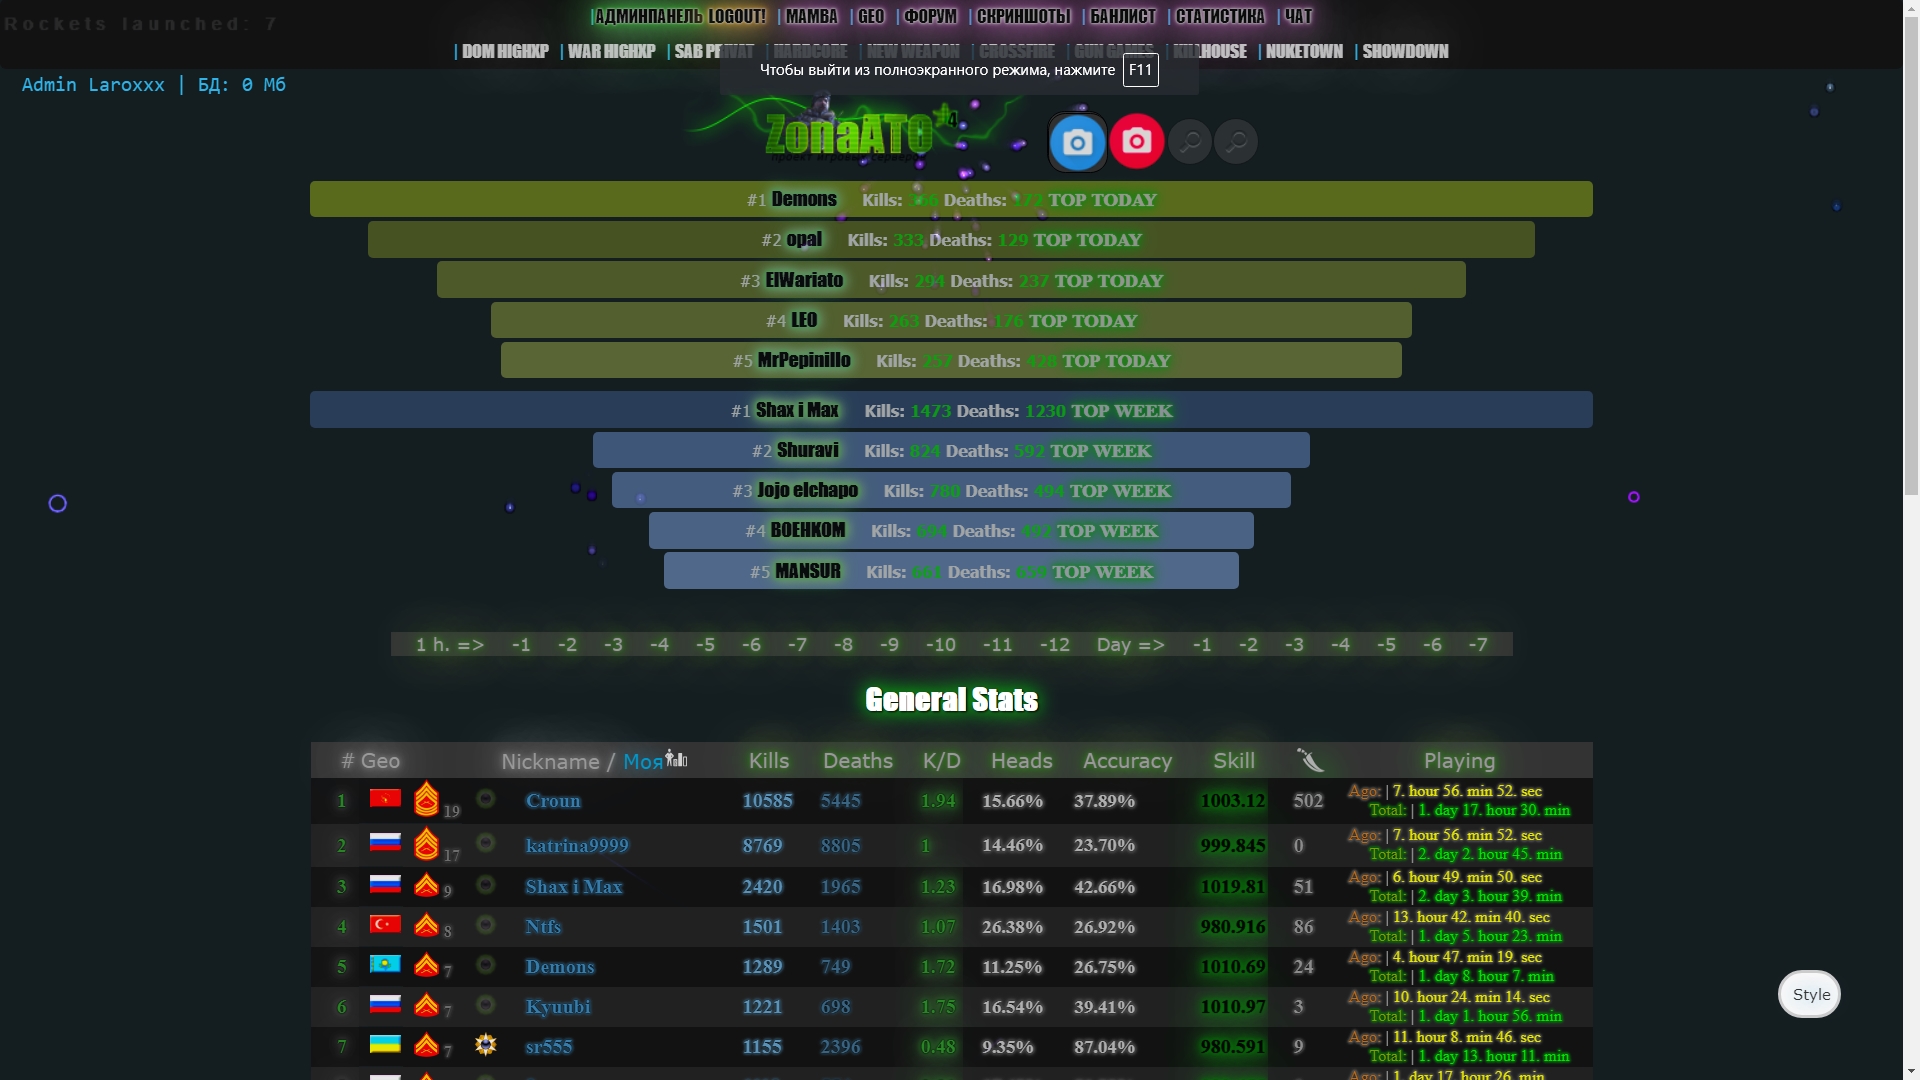 Rockets launched: 7
|АДМИНПАНЕЛЬ LOGOUT! | MAMBA | GEO | ФОРУМ | СКРИНШОТЫ | БАНЛИСТ | СТАТИСТИКА | ЧАТ
| DOM HIGHXP | WAR HIGHXP | SAB PRIVAT | HARDCORE | NEW WEAPON | CROSSFIRE | GUN GAMES | KILLHOUSE | NUKETOWN | SHOWDOWN
Чтобы выйти из полноэкранного режима, нажмите F11
Admin Laroxxx | БД: 0 Мб
ZonaATO 4
проект игровых серверов
#1 Demons Kills: 366 Deaths: 172 TOP TODAY
#2 opal Kills: 333 Deaths: 129 TOP TODAY
#3 ElWariato Kills: 294 Deaths: 237 TOP TODAY
#4 LEO Kills: 263 Deaths: 176 TOP TODAY
#5 MrPepinillo Kills: 257 Deaths: 428 TOP TODAY
#1 Shax i Max Kills: 1473 Deaths: 1230 TOP WEEK
#2 Shuravi Kills: 824 Deaths: 592 TOP WEEK
#3 Jojo elchapo Kills: 780 Deaths: 494 TOP WEEK
#4 BOEHKOM Kills: 694 Deaths: 492 TOP WEEK
#5 MANSUR Kills: 661 Deaths: 659 TOP WEEK
1 h. => -1 -2 -3 -4 -5 -6 -7 -8 -9 -10 -11 -12 Day => -1 -2 -3 -4 -5 -6 -7
General Stats
# Geo Nickname / Моя Kills Deaths K/D Heads Accuracy Skill Playing
1 19 Croun 10585 5445 1.94 15.66% 37.89% 1003.12 502 Ago: | 7. hour 56. min 52. sec
Total: | 1. day 17. hour 30. min
2 17 katrina9999 8769 8805 1 14.46% 23.70% 999.845 0 Ago: | 7. hour 56. min 52. sec
Total: | 2. day 2. hour 45. min
3 9 Shax i Max 2420 1965 1.23 16.98% 42.66% 1019.81 51 Ago: | 6. hour 49. min 50. sec
Total: | 2. day 3. hour 39. min
4 8 Ntfs 1501 1403 1.07 26.38% 26.92% 980.916 86 Ago: | 13. hour 42. min 40. sec
Total: | 1. day 5. hour 23. min
5 7 Demons 1289 749 1.72 11.25% 26.75% 1010.69 24 Ago: | 4. hour 47. min 19. sec
Total: | 1. day 8. hour 7. min
6 7 Kyuubi 1221 698 1.75 16.54% 39.41% 1010.97 3 Ago: | 10. hour 24. min 14. sec
Total: | 1. day 1. hour 56. min
7 7 sr555 1155 2396 0.48 9.35% 87.04% 980.591 9 Ago: | 11. hour 8. min 46. sec
Total: | 1. day 13. hour 11. min
Ago: | 1. day 17. hour 26. min
Style